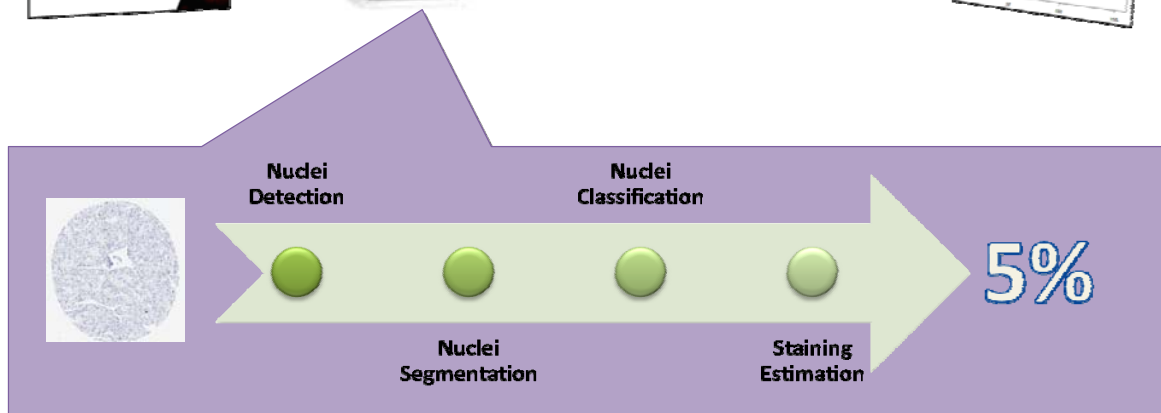 Nuclei
Detection
Nuclei
Segmentation
Nuclei
Classification
Staining
Estimation
5%